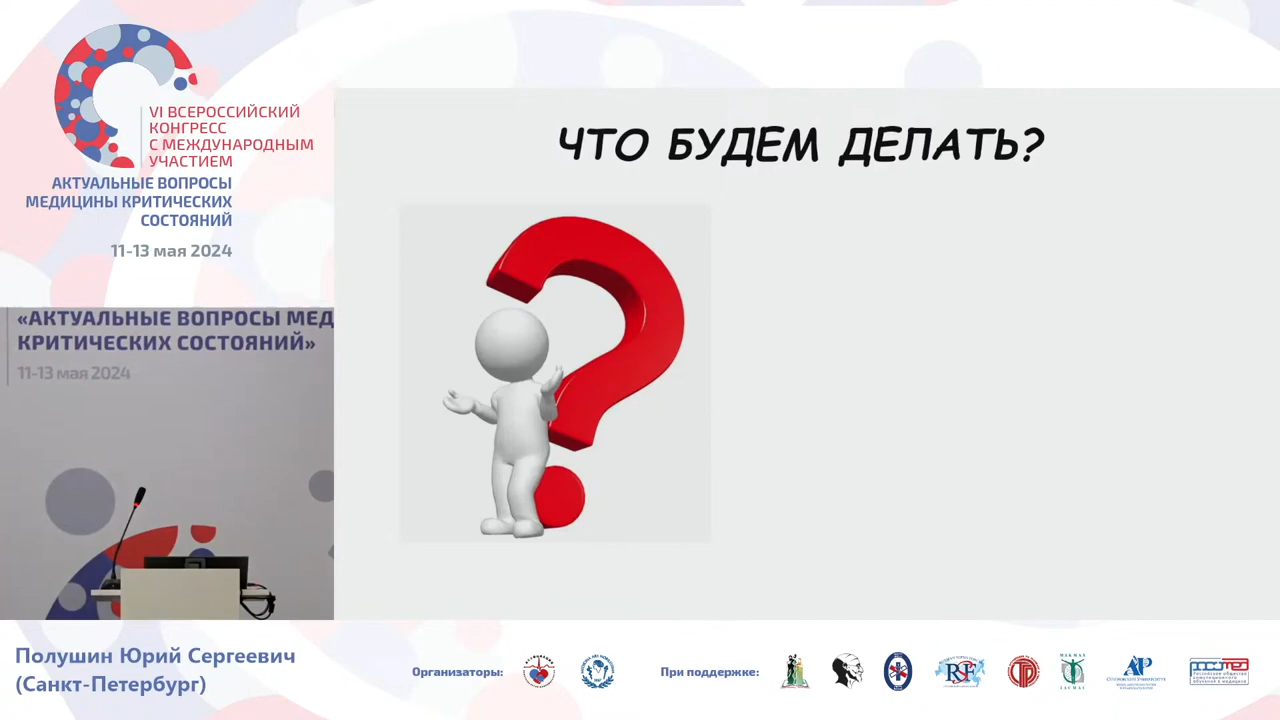 VI ВСЕРОССИЙСКИЙ
КОНГРЕСС
С МЕЖДУНАРОДНЫМ
УЧАСТИЕМ
АКТУАЛЬНЫЕ ВОПРОСЫ
МЕДИЦИНЫ КРИТИЧЕСКИХ
СОСТОЯНИЙ
11-13 мая 2024
ЧТО БУДЕМ ДЕЛАТЬ?
«АКТУАЛЬНЫЕ ВОПРОСЫ МЕД
КРИТИЧЕСКИХ СОСТОЯНИЙ»
11-13 мая 2024
Полушин Юрий Сергеевич
(Санкт-Петербург)
Организаторы:
При поддержке: